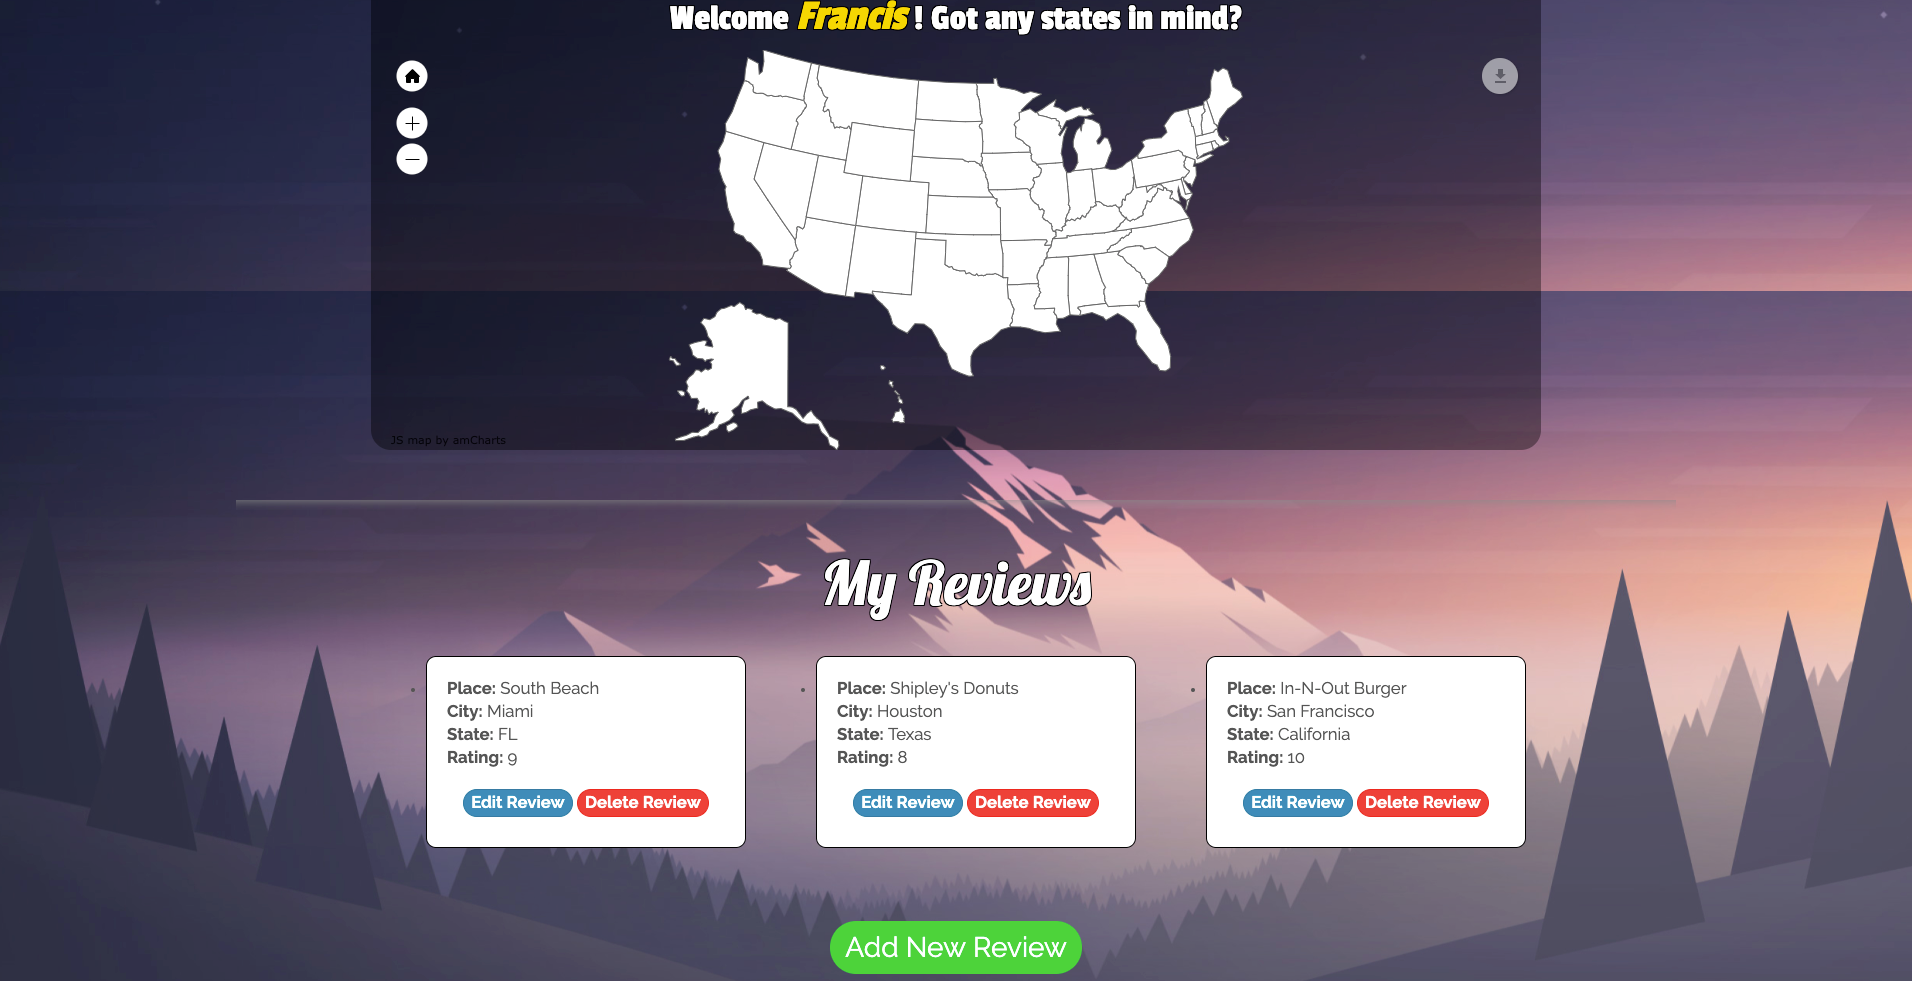 Welcome Francis ! Got any states in mind?
JS map by amCharts
My Reviews
Place: South Beach
City: Miami
State: FL
Rating: 9
Edit Review Delete Review
Place: Shipley's Donuts
City: Houston
State: Texas
Rating: 8
Edit Review Delete Review
Place: In-N-Out Burger
City: San Francisco
State: California
Rating: 10
Edit Review Delete Review
Add New Review